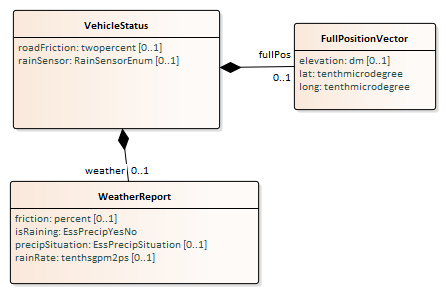 VehicleStatus
roadFriction: twopercent [0..1]
rainSensor: RainSensorEnum [0..1]
fullPos
0..1
FullPositionVector
elevation: dm [0..1]
lat: tenthmicrodegree
long: tenthmicrodegree
weather 0..1
WeatherReport
friction: percent [0..1]
isRaining: EssPrecipYesNo
precipSituation: EssPrecipSituation [0..1]
rainRate: tenthsgpm2ps [0..1]